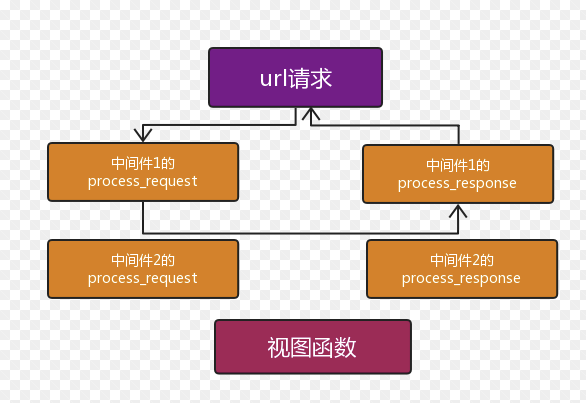 url请求
中间件1的
process_request
中间件1的
process_response
中间件2的
process_request
中间件2的
process_response
视图函数